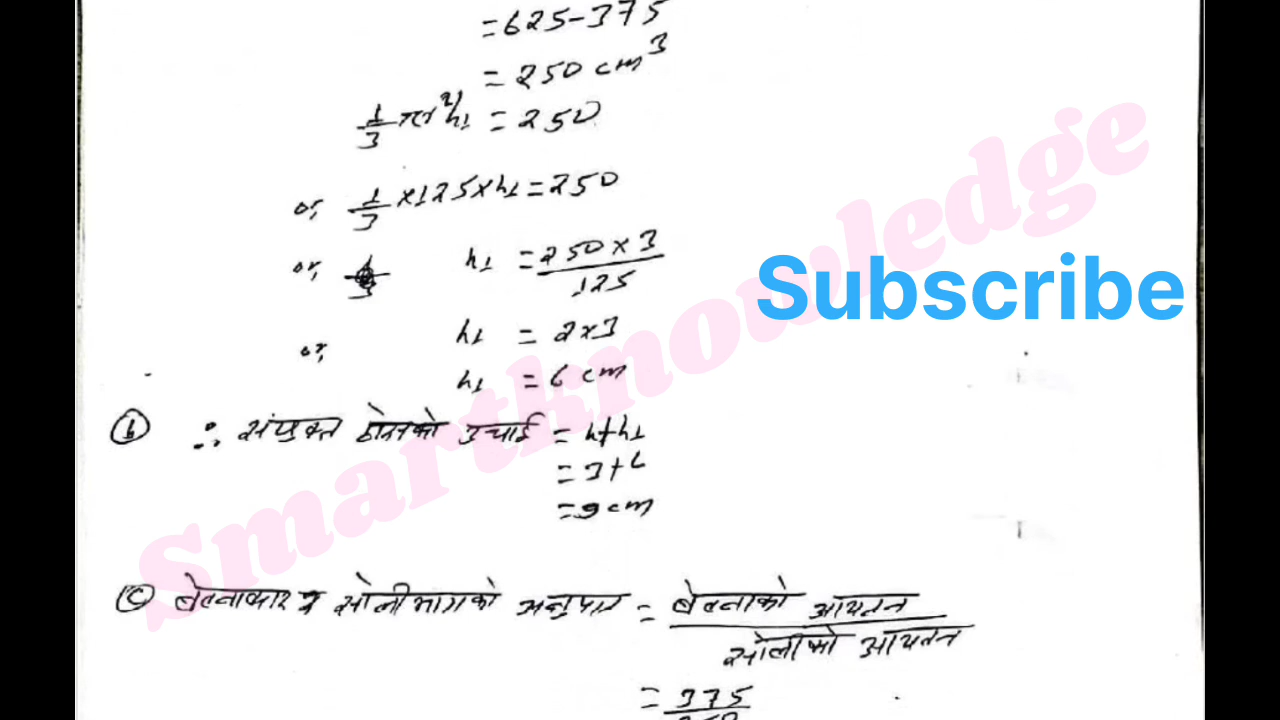 = 625 - 375
= 250 cm³
1/3 πr²h₁ = 250
or, 1/3 × 125 × h₁ = 250
or, h₁ = 250 × 3 / 125
or, h₁ = 2×3
h₁ = 6 cm
(b) ∴ संयुक्त ठोसको उचाई = h+h₁
= 3+6
= 9 cm
(c) बेलनाकार र सोलीभागको अनुपात = बेलनाको आयतन / सोलीको आयतन
= 375 / 250
Smartknowledge
Subscribe